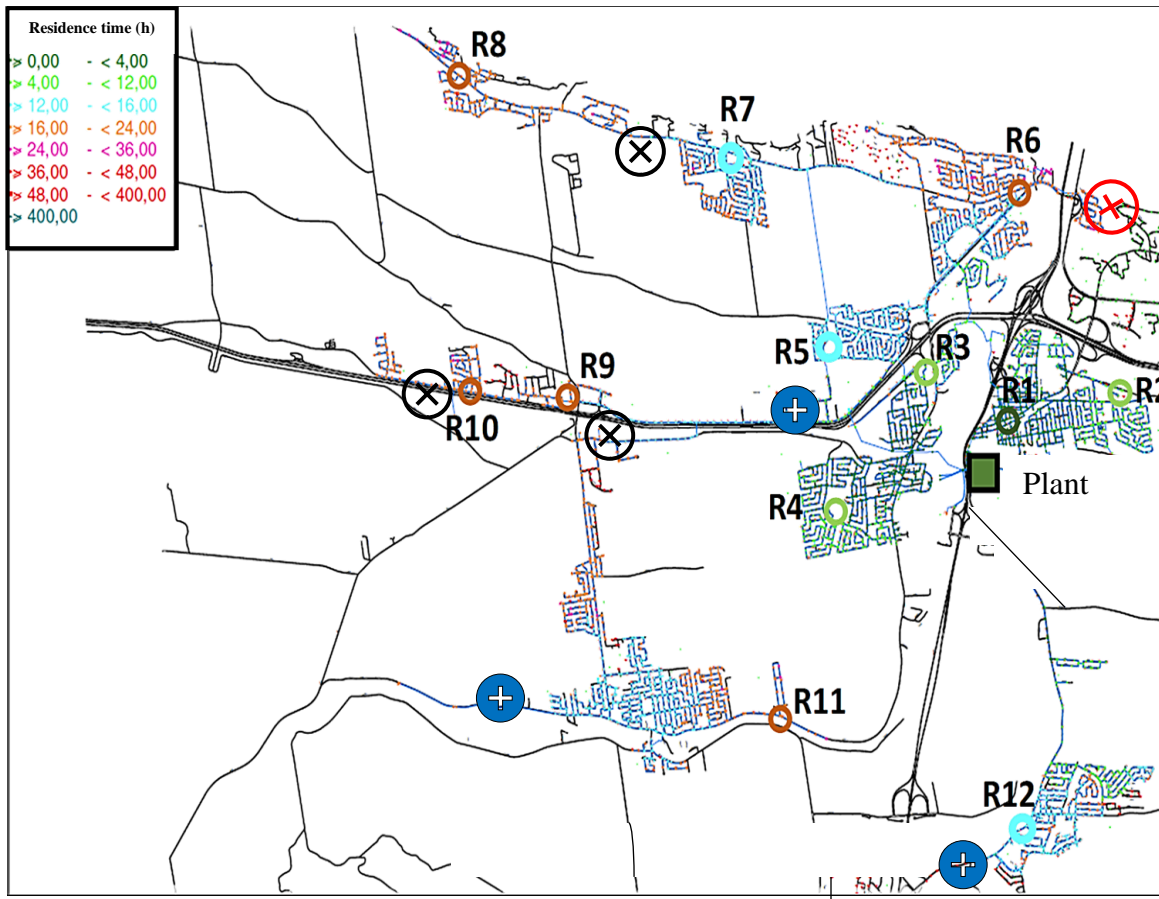 Residence time (h)
≥ 0,00 - < 4,00
≥ 4,00 - < 12,00
≥ 12,00 - < 16,00
≥ 16,00 - < 24,00
≥ 24,00 - < 36,00
≥ 36,00 - < 48,00
≥ 48,00 - < 400,00
≥ 400,00
R8
R7
R6
R5
R3
R9
R1
R2
R10
Plant
R4
R11
R12